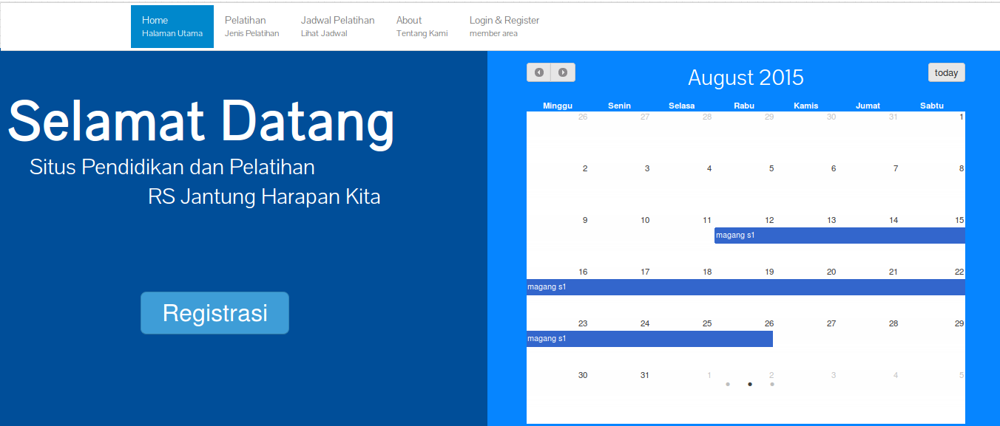 Home Pelatihan Jadwal Pelatihan About Login & Register
Halaman Utama Jenis Pelatihan Lihat Jadwal Tentang Kami member area
Selamat Datang
Situs Pendidikan dan Pelatihan
RS Jantung Harapan Kita
Registrasi
August 2015 today
Minggu Senin Selasa Rabu Kamis Jumat Sabtu
26 27 28 29 30 31 1
2 3 4 5 6 7 8
9 10 11 12 13 14 15
magang s1
16 17 18 19 20 21 22
magang s1
23 24 25 26 27 28 29
magang s1
30 31 1 2 3 4 5